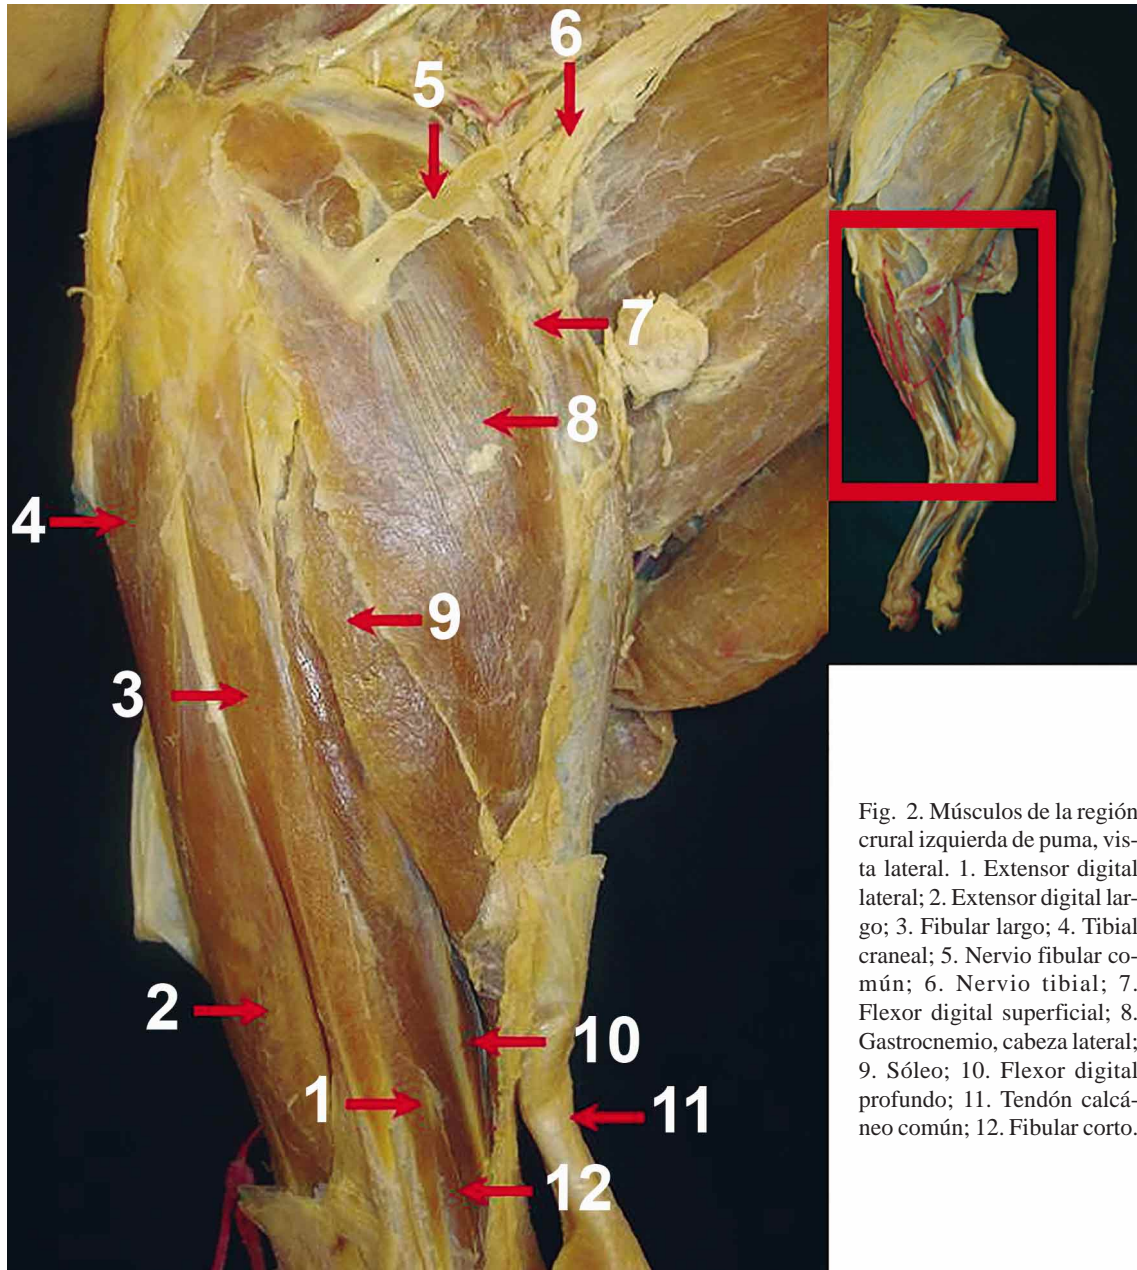 6
5
7
8
4
9
3
2
10
1
11
12
Fig. 2. Músculos de la región
crural izquierda de puma, vis-
ta lateral. 1. Extensor digital
lateral; 2. Extensor digital lar-
go; 3. Fibular largo; 4. Tibial
craneal; 5. Nervio fibular co-
mún; 6. Nervio tibial; 7.
Flexor digital superficial; 8.
Gastrocnemio, cabeza lateral;
9. Sóleo; 10. Flexor digital
profundo; 11. Tendón calcá-
neo común; 12. Fibular corto.